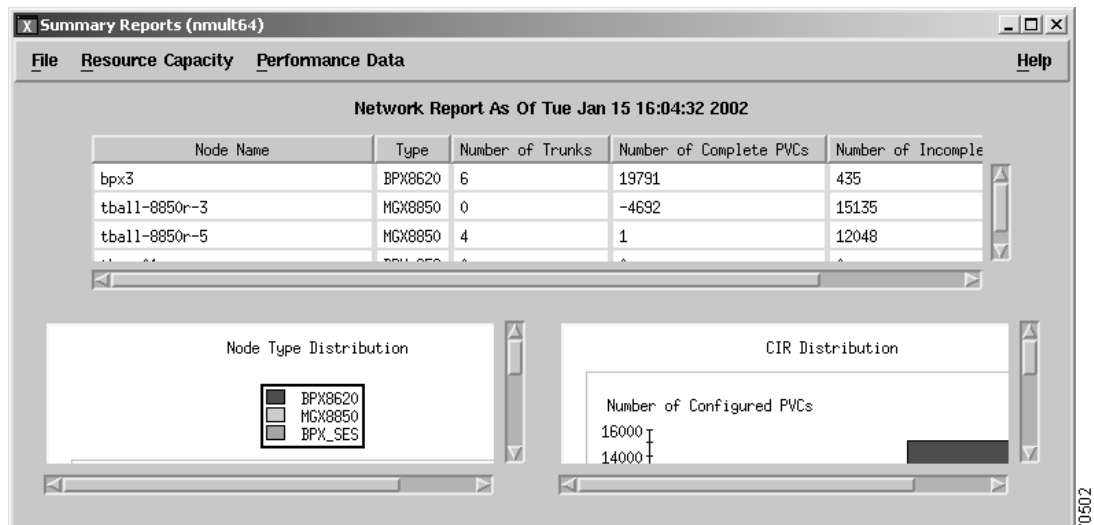 X Summary Reports (nmult64)
File Resource Capacity Performance Data Help
Network Report As Of Tue Jan 15 16:04:32 2002
Node Name Type Number of Trunks Number of Complete PVCs Number of Incomple
bpx3 BPX8620 6 19791 435
tball-8850r-3 MGX8850 0 -4692 15135
tball-8850r-5 MGX8850 4 1 12048
Node Type Distribution
BPX8620
MGX8850
BPX_SES
CIR Distribution
Number of Configured PVCs
16000
14000
70502